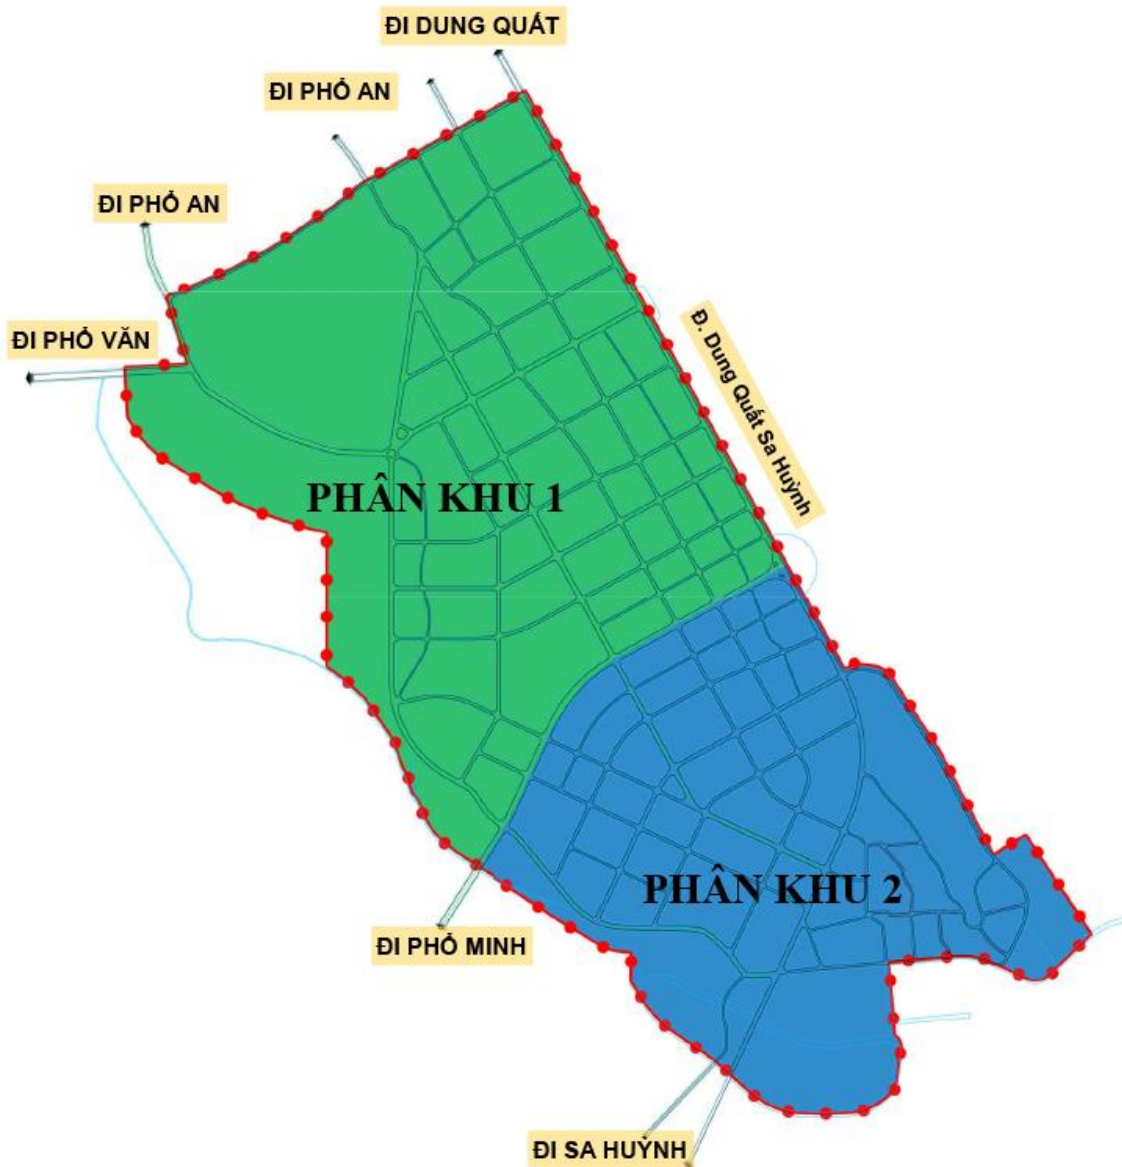 ĐI DUNG QUẤT
ĐI PHỔ AN
ĐI PHỔ AN
ĐI PHỔ VĂN
Đ. Dung Quất Sa Huỳnh
PHÂN KHU 1
PHÂN KHU 2
ĐI PHỔ MINH
ĐI SA HUỲNH